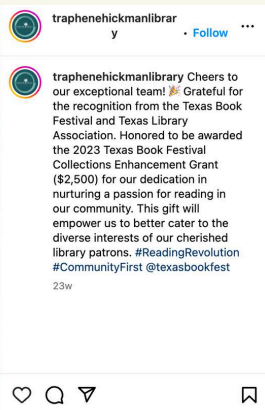 traphenehickmanlibrar
y
• Follow
traphenehickmanlibrary Cheers to
our exceptional team! 🎉 Grateful for
the recognition from the Texas Book
Festival and Texas Library
Association. Honored to be awarded
the 2023 Texas Book Festival
Collections Enhancement Grant
($2,500) for our dedication in
nurturing a passion for reading in
our community. This gift will
empower us to better cater to the
diverse interests of our cherished
library patrons. #ReadingRevolution
#CommunityFirst @texasbookfest
23w